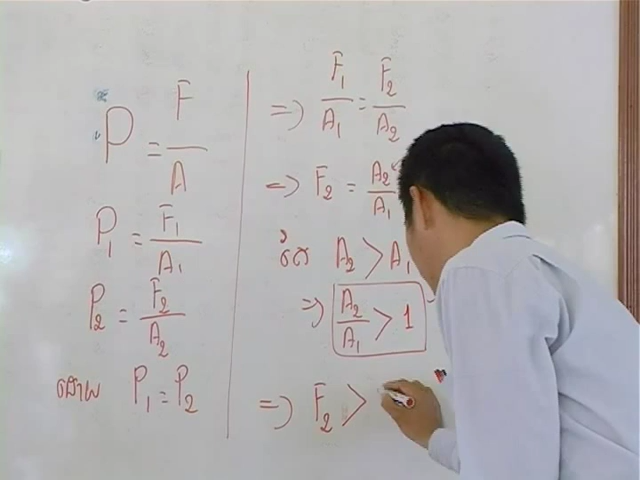 P = F/A
P₁ = F₁/A₁
P₂ = F₂/A₂
P₁ = P₂
=> F₁/A₁ = F₂/A₂
=> F₂ = A₂/A₁
A₂ > A₁
=> A₂/A₁ > 1
=> F₂ >